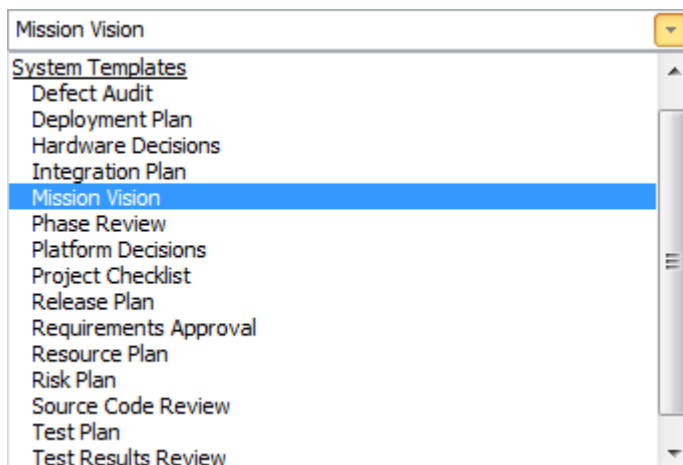 Mission Vision
System Templates
Defect Audit
Deployment Plan
Hardware Decisions
Integration Plan
Mission Vision
Phase Review
Platform Decisions
Project Checklist
Release Plan
Requirements Approval
Resource Plan
Risk Plan
Source Code Review
Test Plan
Test Results Review